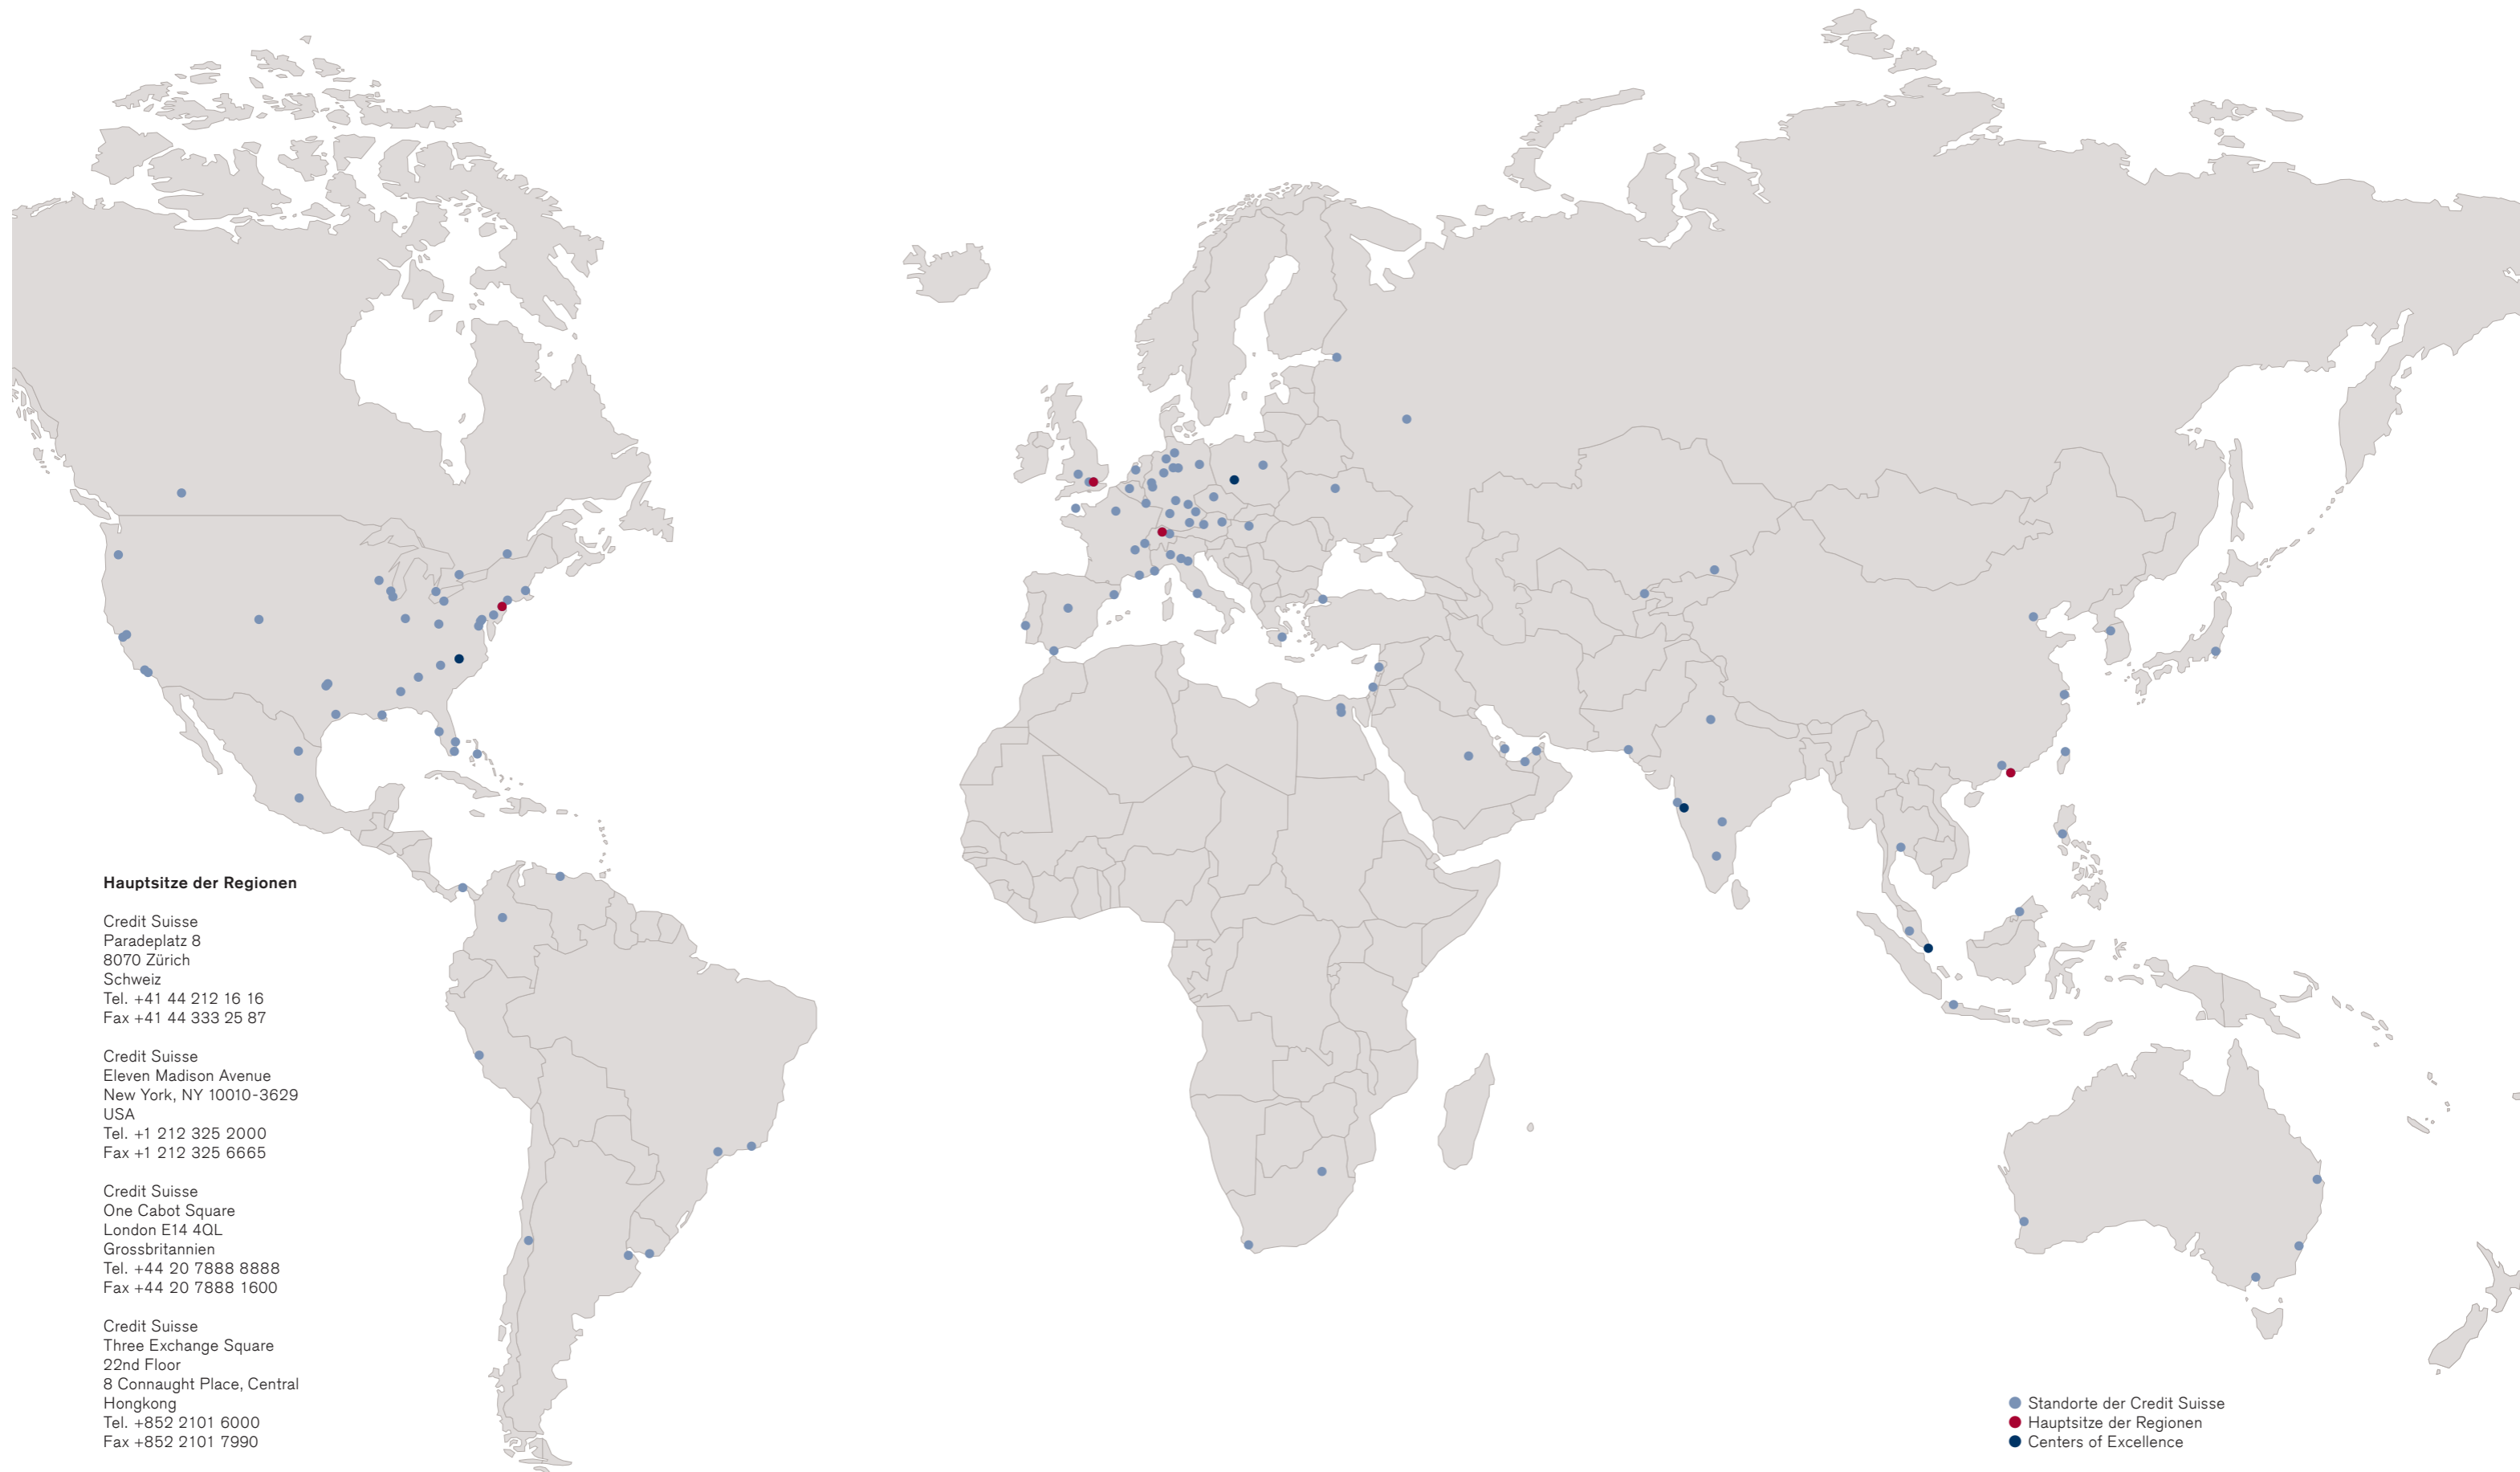 Hauptsitze der Regionen
Credit Suisse
Paradeplatz 8
8070 Zürich
Schweiz
Tel. +41 44 212 16 16
Fax +41 44 333 25 87
Credit Suisse
Eleven Madison Avenue
New York, NY 10010-3629
USA
Tel. +1 212 325 2000
Fax +1 212 325 6665
Credit Suisse
One Cabot Square
London E14 4QL
Grossbritannien
Tel. +44 20 7888 8888
Fax +44 20 7888 1600
Credit Suisse
Three Exchange Square
22nd Floor
8 Connaught Place, Central
Hongkong
Tel. +852 2101 6000
Fax +852 2101 7990
Standorte der Credit Suisse
Hauptsitze der Regionen
Centers of Excellence